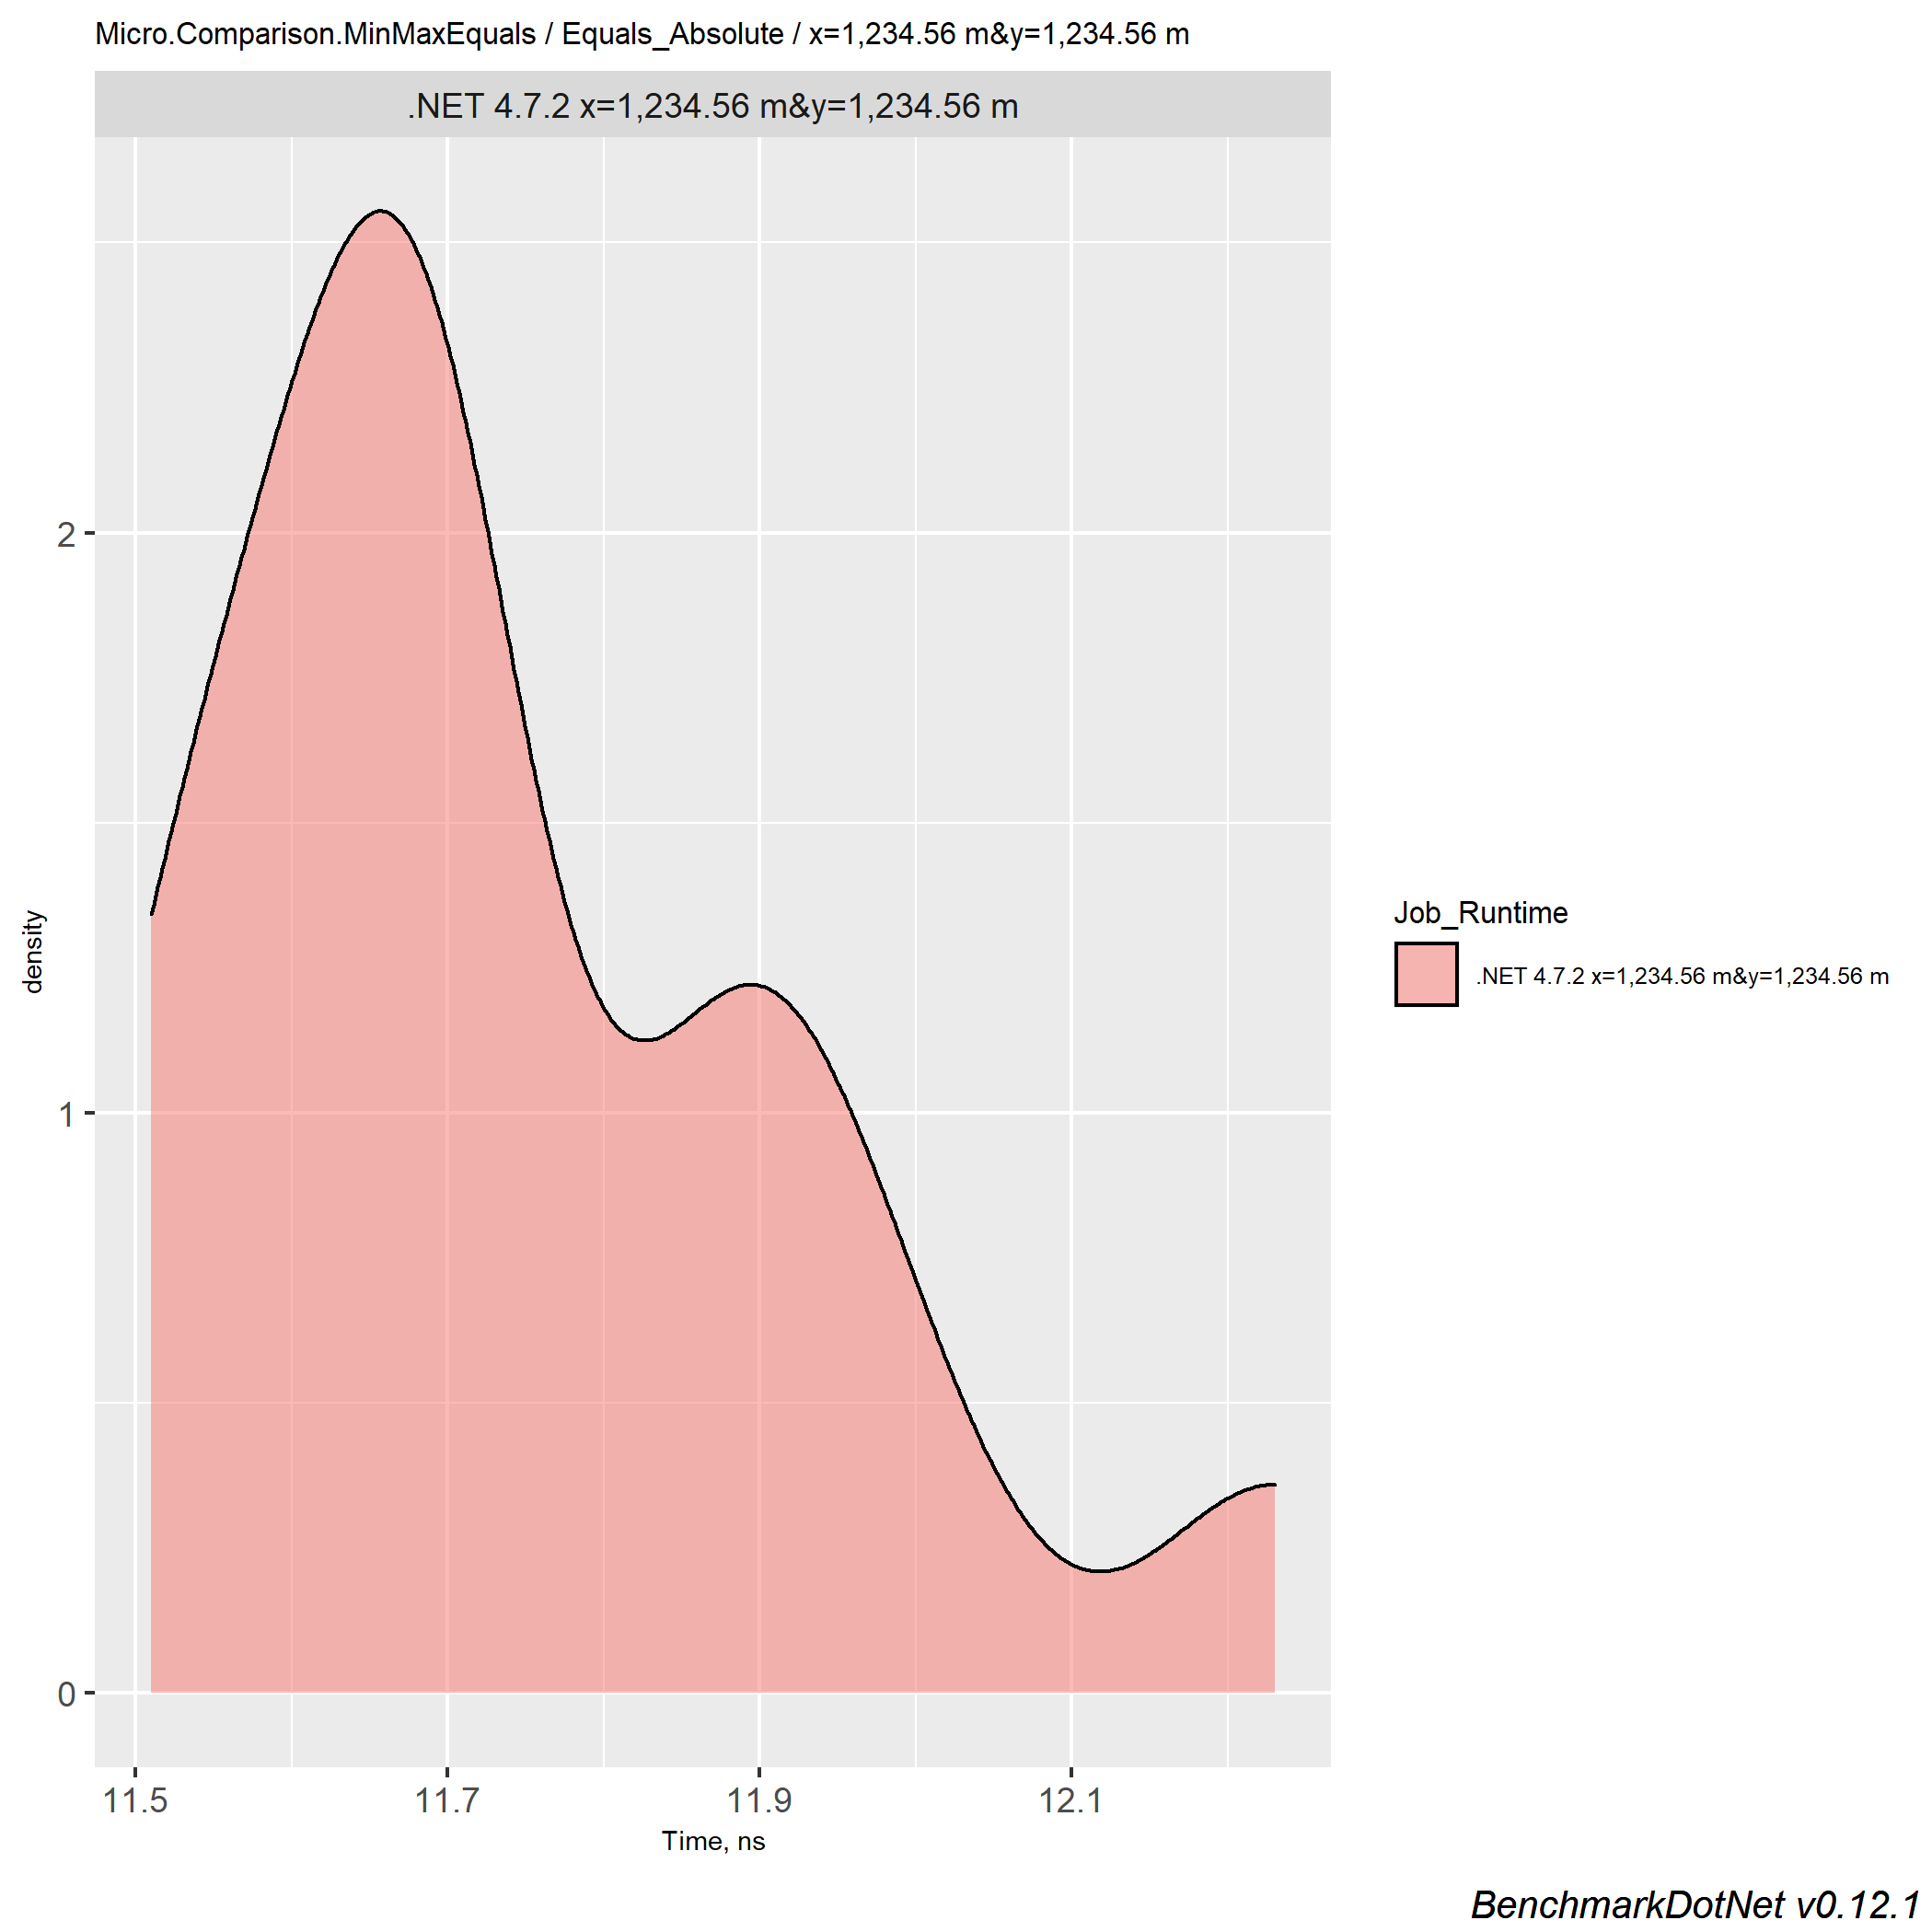 Micro.Comparison.MinMaxEquals / Equals_Absolute / x=1,234.56 m&y=1,234.56 m
.NET 4.7.2 x=1,234.56 m&y=1,234.56 m
2
1
0
density
11.5 11.7 11.9 12.1
Time, ns
Job_Runtime
.NET 4.7.2 x=1,234.56 m&y=1,234.56 m
BenchmarkDotNet v0.12.1